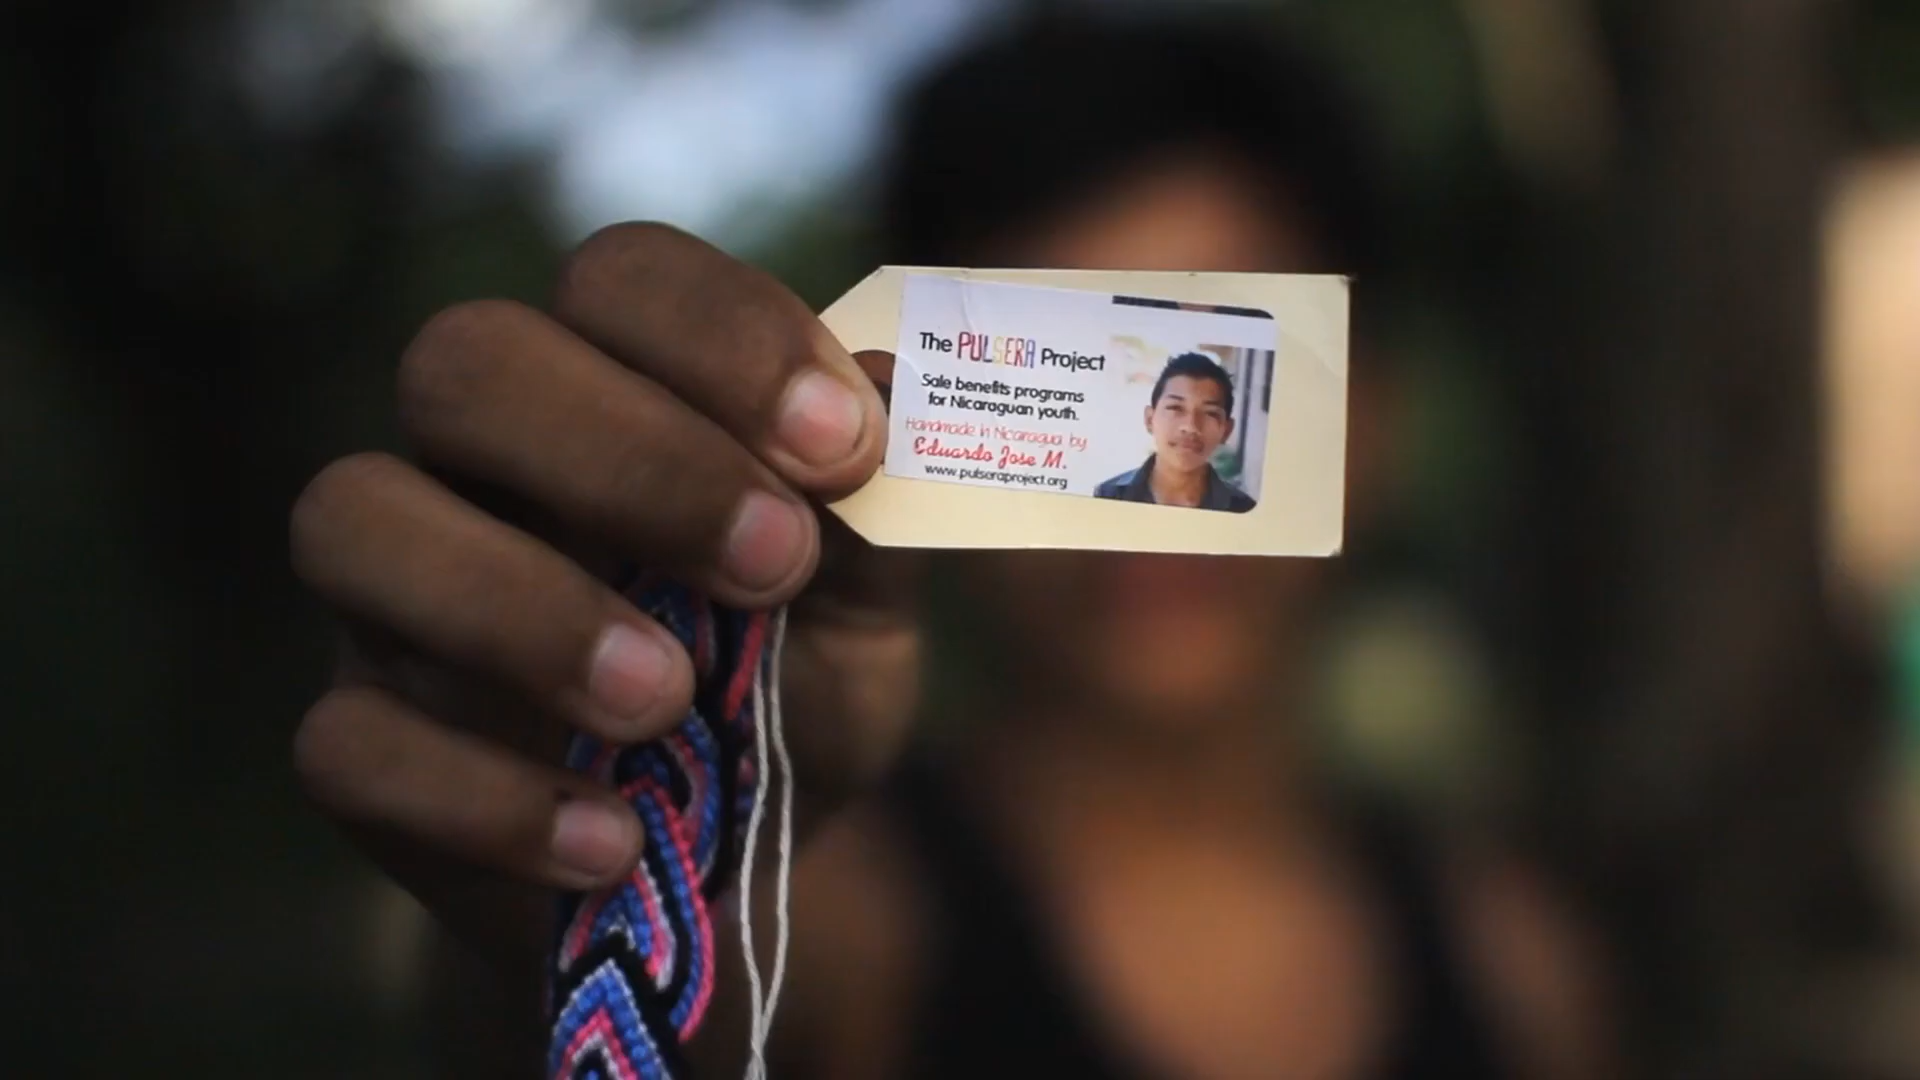 The PULSERA Project
Sale benefits programs
for Nicaraguan youth.
Handmade in Nicaragua by
Eduardo Jose M.
www.pulseraproject.org